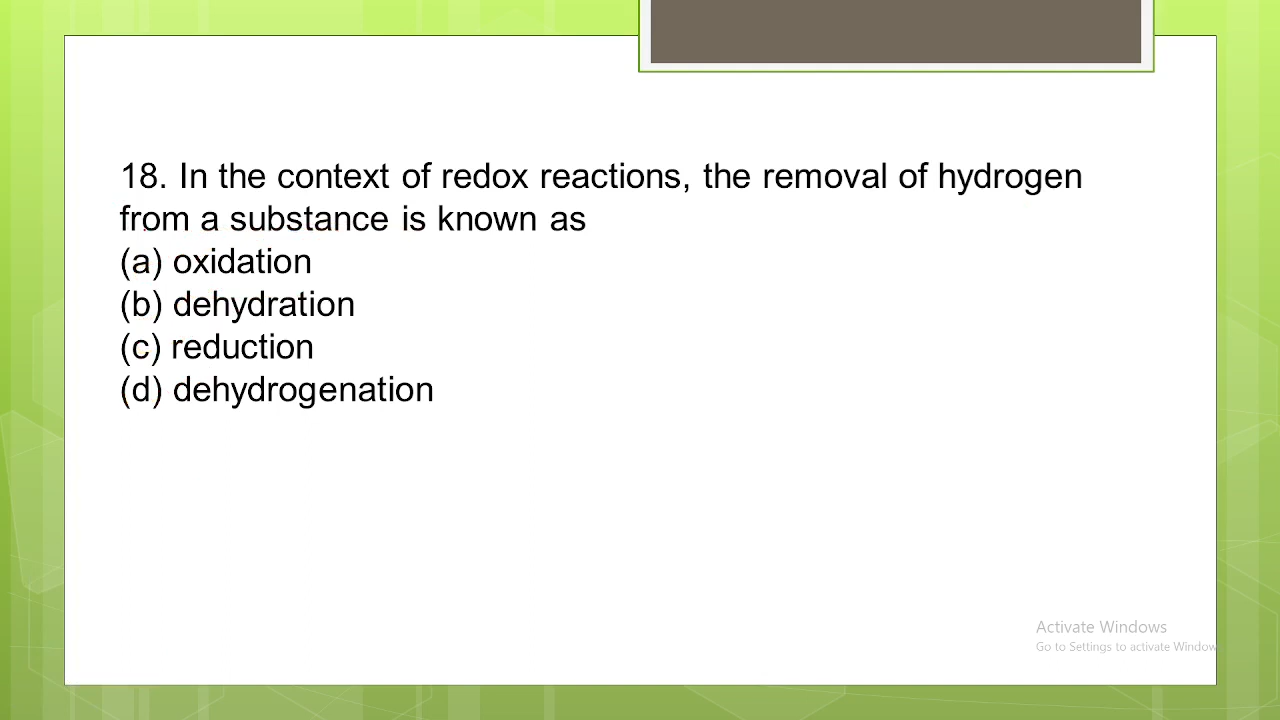 18. In the context of redox reactions, the removal of hydrogen
from a substance is known as
(a) oxidation
(b) dehydration
(c) reduction
(d) dehydrogenation
Activate Windows
Go to Settings to activate Windows